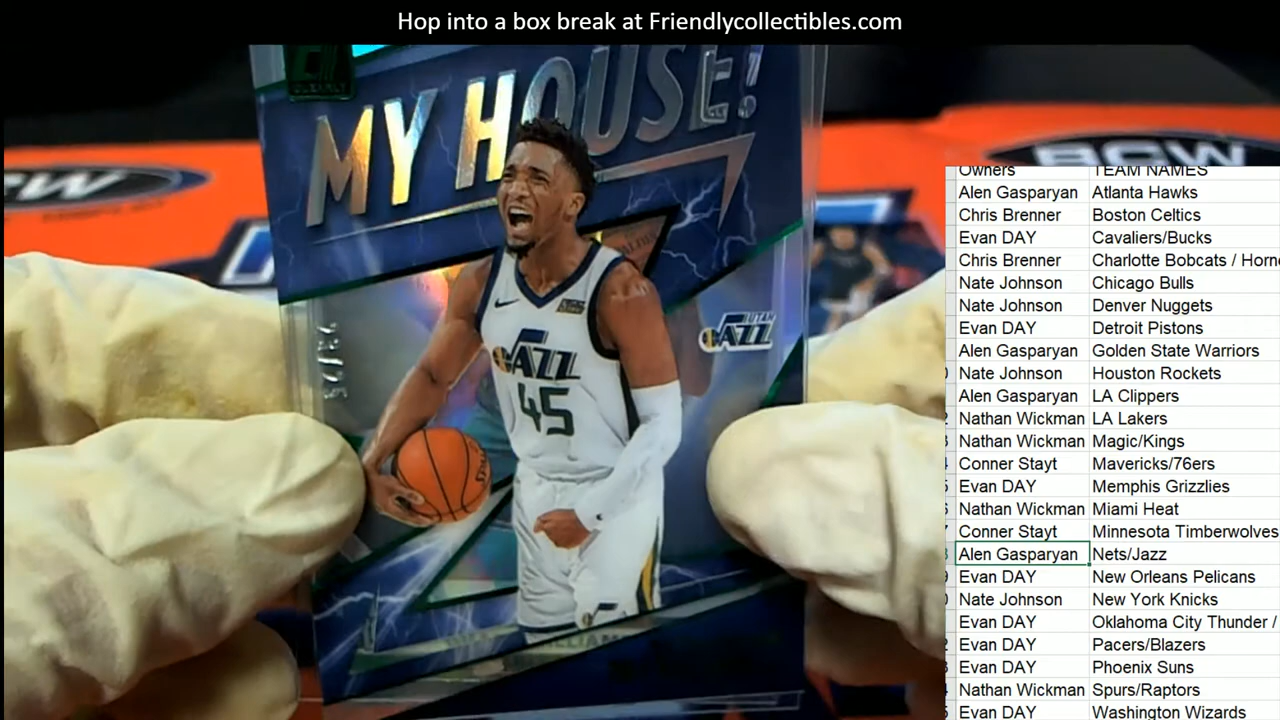 Hop into a box break at Friendlycollectibles.com
CLEARLY
MY HOUSE!
UTAH
JAZZ
JAZZ
45
BCW
Owners TEAM NAMES
Alen Gasparyan Atlanta Hawks
Chris Brenner Boston Celtics
Evan DAY Cavaliers/Bucks
Chris Brenner Charlotte Bobcats / Horne
Nate Johnson Chicago Bulls
Nate Johnson Denver Nuggets
Evan DAY Detroit Pistons
Alen Gasparyan Golden State Warriors
Nate Johnson Houston Rockets
Alen Gasparyan LA Clippers
Nathan Wickman LA Lakers
Nathan Wickman Magic/Kings
Conner Stayt Mavericks/76ers
Evan DAY Memphis Grizzlies
Nathan Wickman Miami Heat
Conner Stayt Minnesota Timberwolves
Alen Gasparyan Nets/Jazz
Evan DAY New Orleans Pelicans
Nate Johnson New York Knicks
Evan DAY Oklahoma City Thunder /
Evan DAY Pacers/Blazers
Evan DAY Phoenix Suns
Nathan Wickman Spurs/Raptors
Evan DAY Washington Wizards